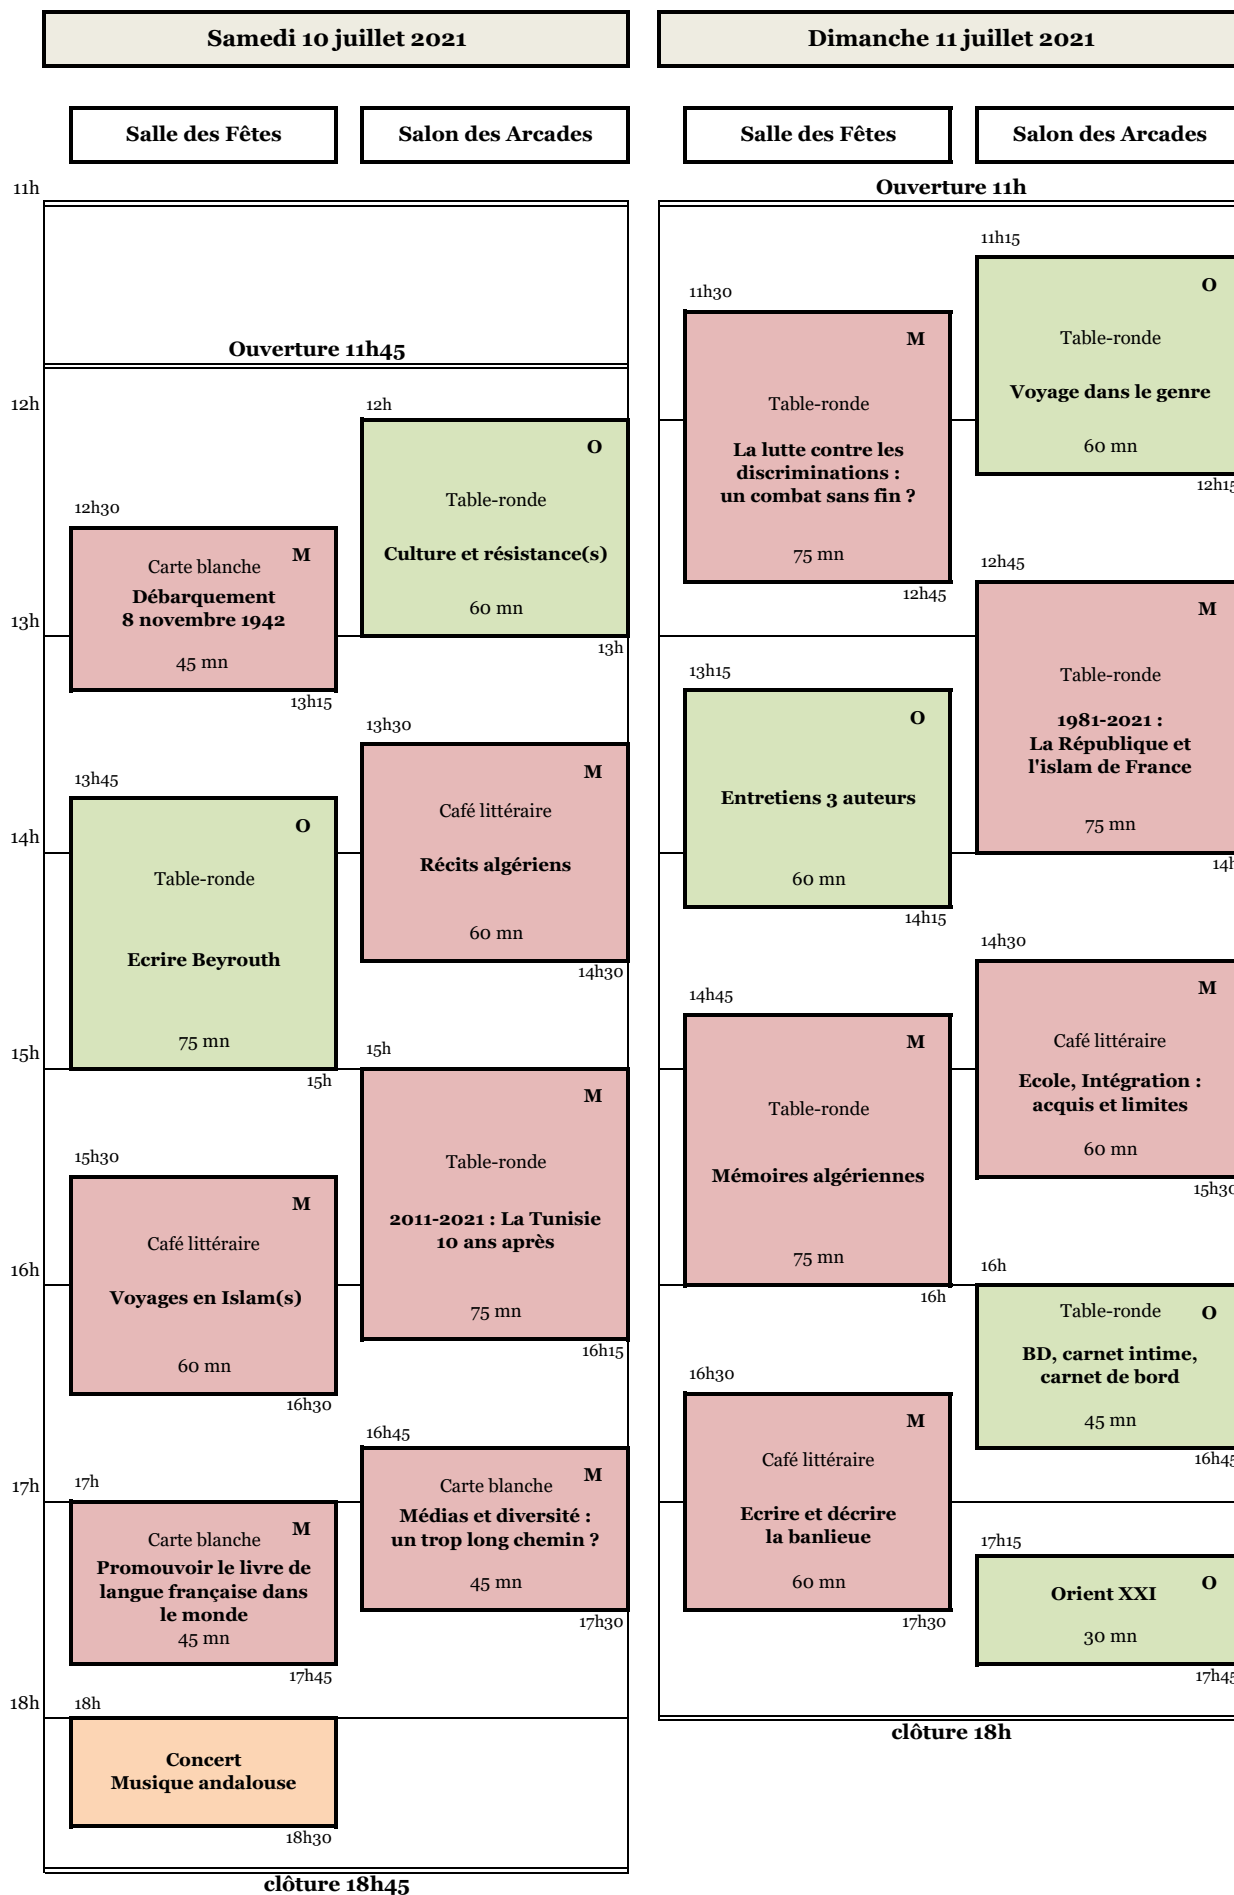 Samedi 10 juillet 2021
Salle des Fêtes
Salon des Arcades
11h
Ouverture 11h45
12h
12h
O
Table-ronde
Culture et résistance(s)
60 mn
13h
12h30
M
Carte blanche
Débarquement
8 novembre 1942
45 mn
13h15
13h
13h30
M
Café littéraire
Récits algériens
60 mn
14h30
13h45
O
Table-ronde
Ecrire Beyrouth
75 mn
15h
14h
15h
15h
M
Table-ronde
2011-2021 : La Tunisie
10 ans après
75 mn
16h15
15h30
M
Café littéraire
Voyages en Islam(s)
60 mn
16h30
16h
16h45
M
Carte blanche
Médias et diversité :
un trop long chemin ?
45 mn
17h30
17h
17h
M
Carte blanche
Promouvoir le livre de
langue française dans
le monde
45 mn
17h45
18h
18h
Concert
Musique andalouse
18h30
clôture 18h45
Dimanche 11 juillet 2021
Salle des Fêtes
Salon des Arcades
Ouverture 11h
11h15
O
Table-ronde
Voyage dans le genre
60 mn
12h15
11h30
M
Table-ronde
La lutte contre les
discriminations :
un combat sans fin ?
75 mn
12h45
12h45
M
Table-ronde
1981-2021 :
La République et
l'islam de France
75 mn
14h
13h15
O
Entretiens 3 auteurs
60 mn
14h15
14h30
M
Café littéraire
Ecole, Intégration :
acquis et limites
60 mn
15h30
14h45
M
Table-ronde
Mémoires algériennes
75 mn
16h
16h
O
Table-ronde
BD, carnet intime,
carnet de bord
45 mn
16h45
16h30
M
Café littéraire
Ecrire et décrire
la banlieue
60 mn
17h30
17h15
O
Orient XXI
30 mn
17h45
clôture 18h